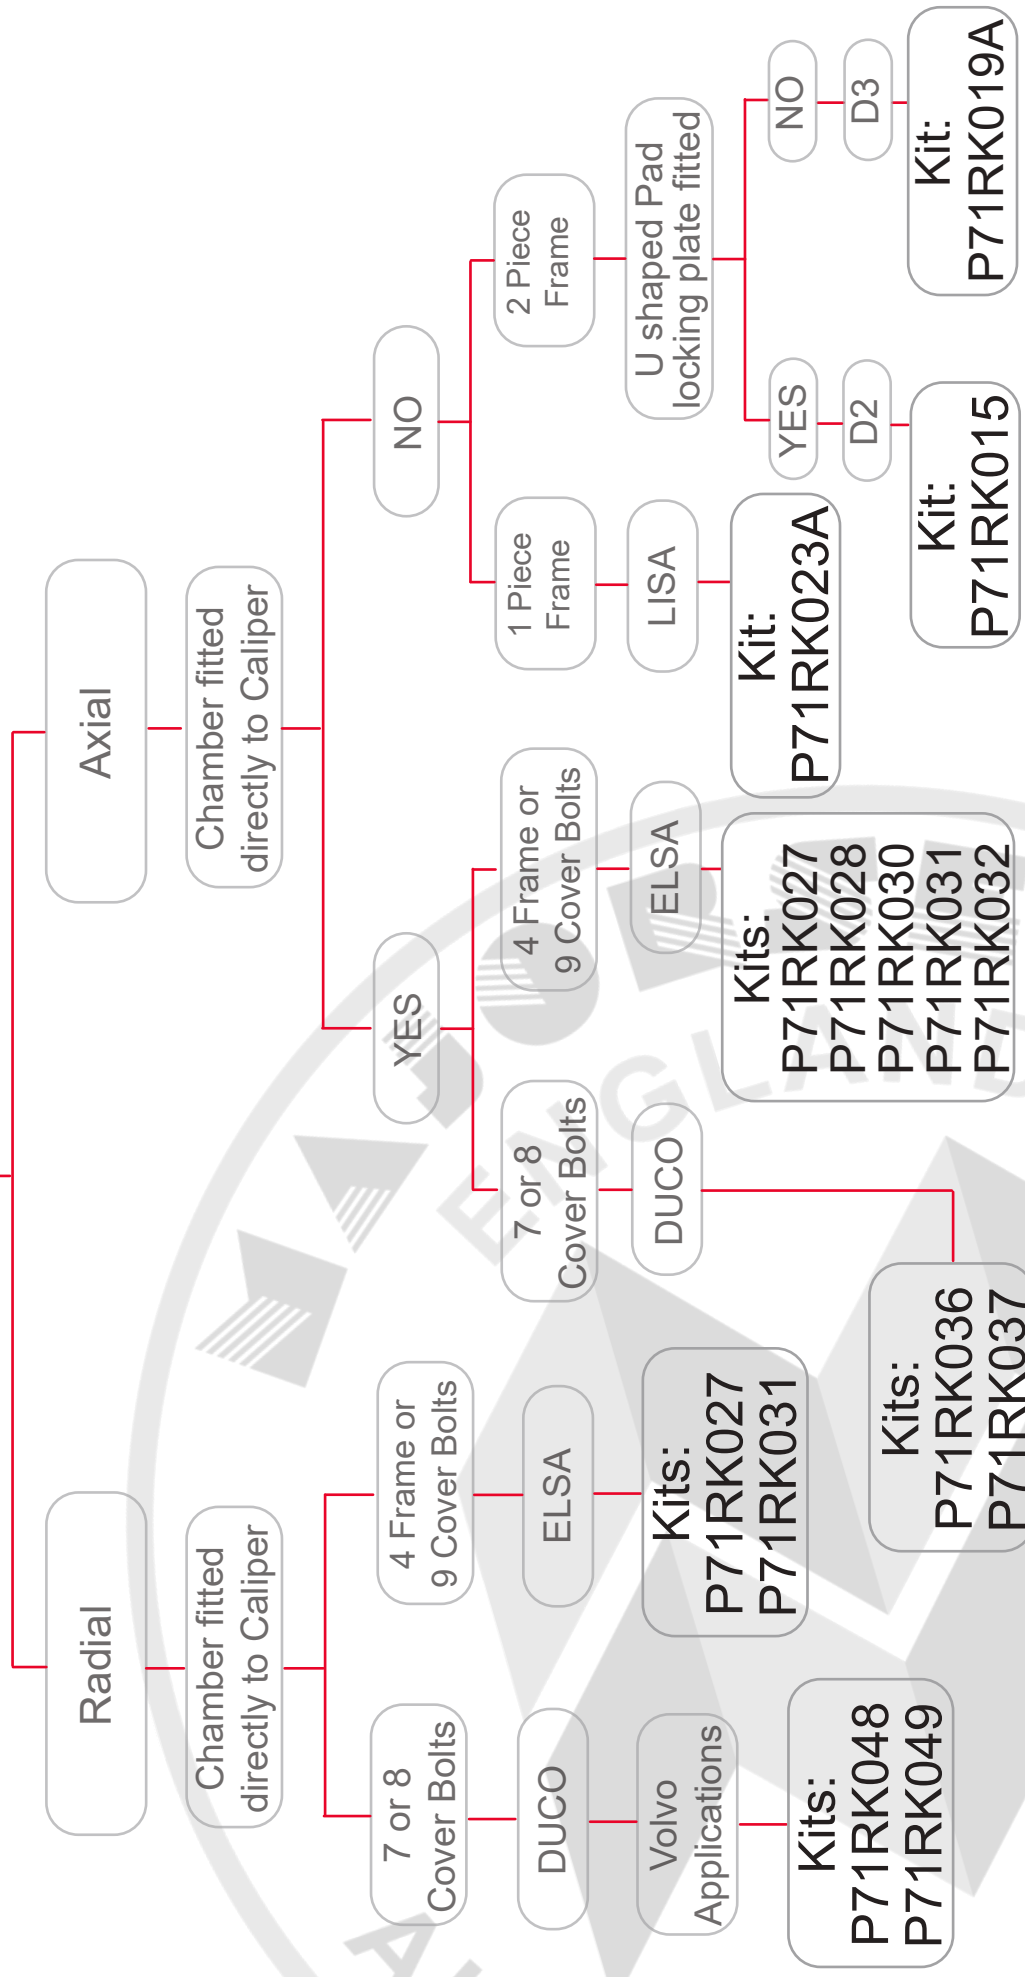 Radial
Axial
Chamber fitted
directly to Caliper
Chamber fitted
directly to Caliper
7 or 8
Cover Bolts
4 Frame or
9 Cover Bolts
YES
NO
DUCO
ELSA
7 or 8
Cover Bolts
4 Frame or
9 Cover Bolts
1 Piece
Frame
2 Piece
Frame
Volvo
Applications
DUCO
ELSA
LISA
U shaped Pad
locking plate fitted
YES
NO
D2
D3
Kits:
P71RK048
P71RK049
Kits:
P71RK027
P71RK031
Kits:
P71RK036
P71RK037
Kits:
P71RK027
P71RK028
P71RK030
P71RK031
P71RK032
Kit:
P71RK023A
Kit:
P71RK015
Kit:
P71RK019A
ENGLAND